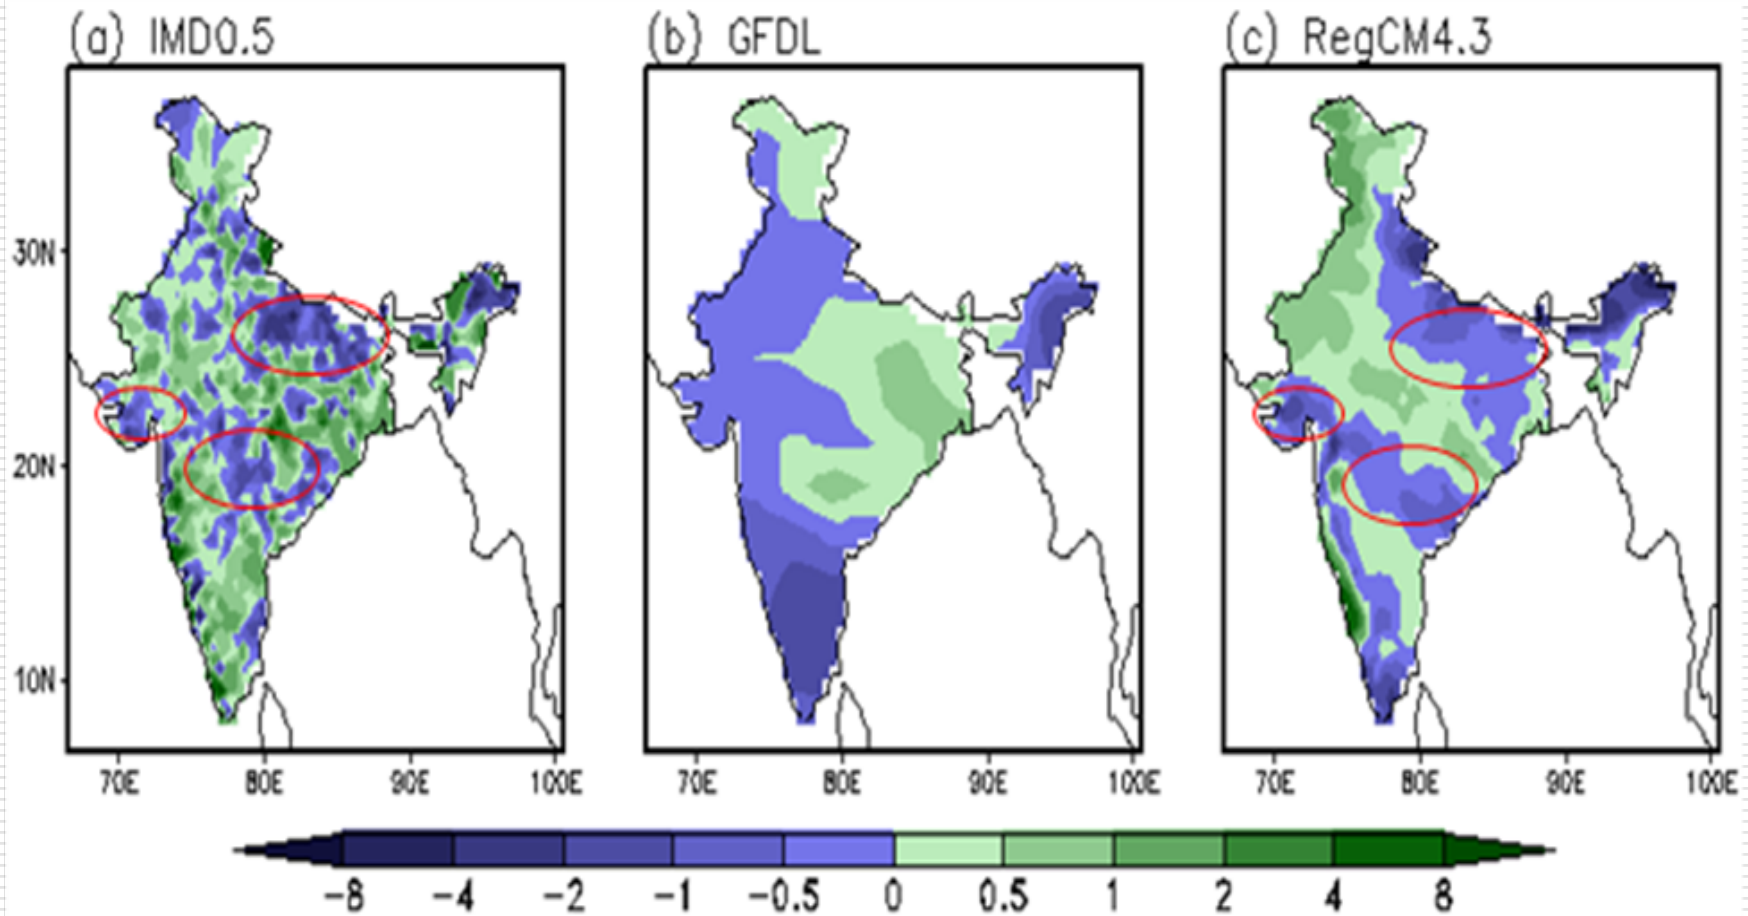 (a) IMD0.5 (b) GFDL (c) RegCM4.3
30N
20N
10N
70E 80E 90E 100E 70E 80E 90E 100E 70E 80E 90E 100E
-8 -4 -2 -1 -0.5 0 0.5 1 2 4 8